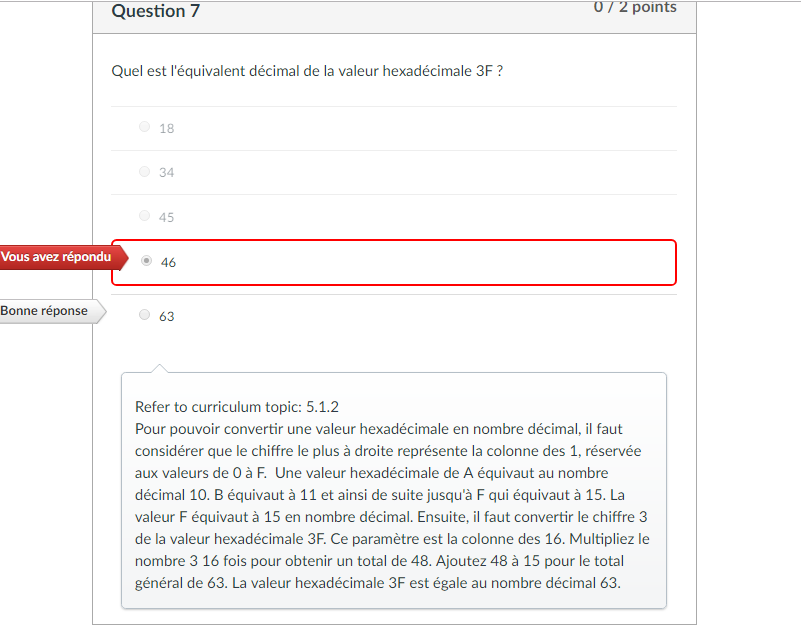 Question 7
0 / 2 points
Quel est l'équivalent décimal de la valeur hexadécimale 3F ?
18
34
45
Vous avez répondu
46
Bonne réponse
63
Refer to curriculum topic: 5.1.2
Pour pouvoir convertir une valeur hexadécimale en nombre décimal, il faut
considérer que le chiffre le plus à droite représente la colonne des 1, réservée
aux valeurs de 0 à F.  Une valeur hexadécimale de A équivaut au nombre
décimal 10. B équivaut à 11 et ainsi de suite jusqu'à F qui équivaut à 15. La
valeur F équivaut à 15 en nombre décimal. Ensuite, il faut convertir le chiffre 3
de la valeur hexadécimale 3F. Ce paramètre est la colonne des 16. Multipliez le
nombre 3 16 fois pour obtenir un total de 48. Ajoutez 48 à 15 pour le total
général de 63. La valeur hexadécimale 3F est égale au nombre décimal 63.